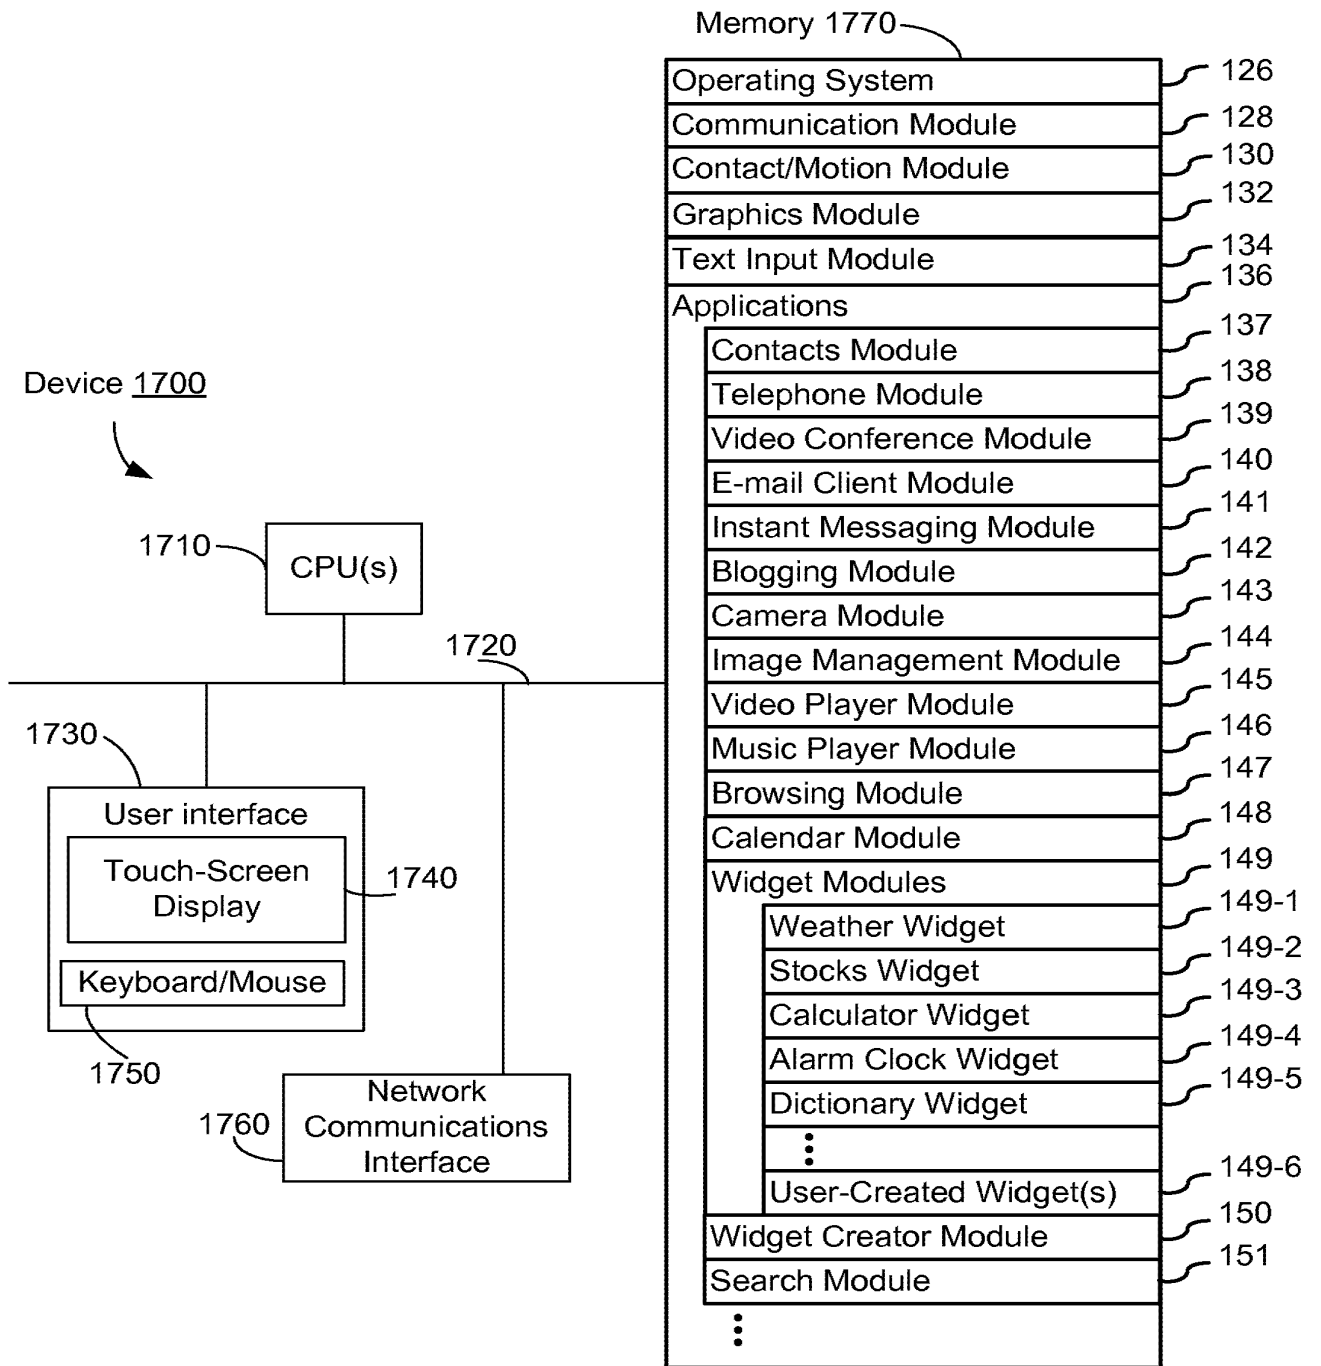 Memory 1770
Operating System 126
Communication Module 128
Contact/Motion Module 130
Graphics Module 132
Text Input Module 134
Applications 136
Contacts Module 137
Telephone Module 138
Video Conference Module 139
E-mail Client Module 140
Instant Messaging Module 141
Blogging Module 142
Camera Module 143
Image Management Module 144
Video Player Module 145
Music Player Module 146
Browsing Module 147
Calendar Module 148
Widget Modules 149
Weather Widget 149-1
Stocks Widget 149-2
Calculator Widget 149-3
Alarm Clock Widget 149-4
Dictionary Widget 149-5
User-Created Widget(s) 149-6
Widget Creator Module 150
Search Module 151
Device 1700
1710
CPU(s)
1720
1730
User interface
Touch-Screen
Display
1740
Keyboard/Mouse
1750
1760
Network
Communications
Interface